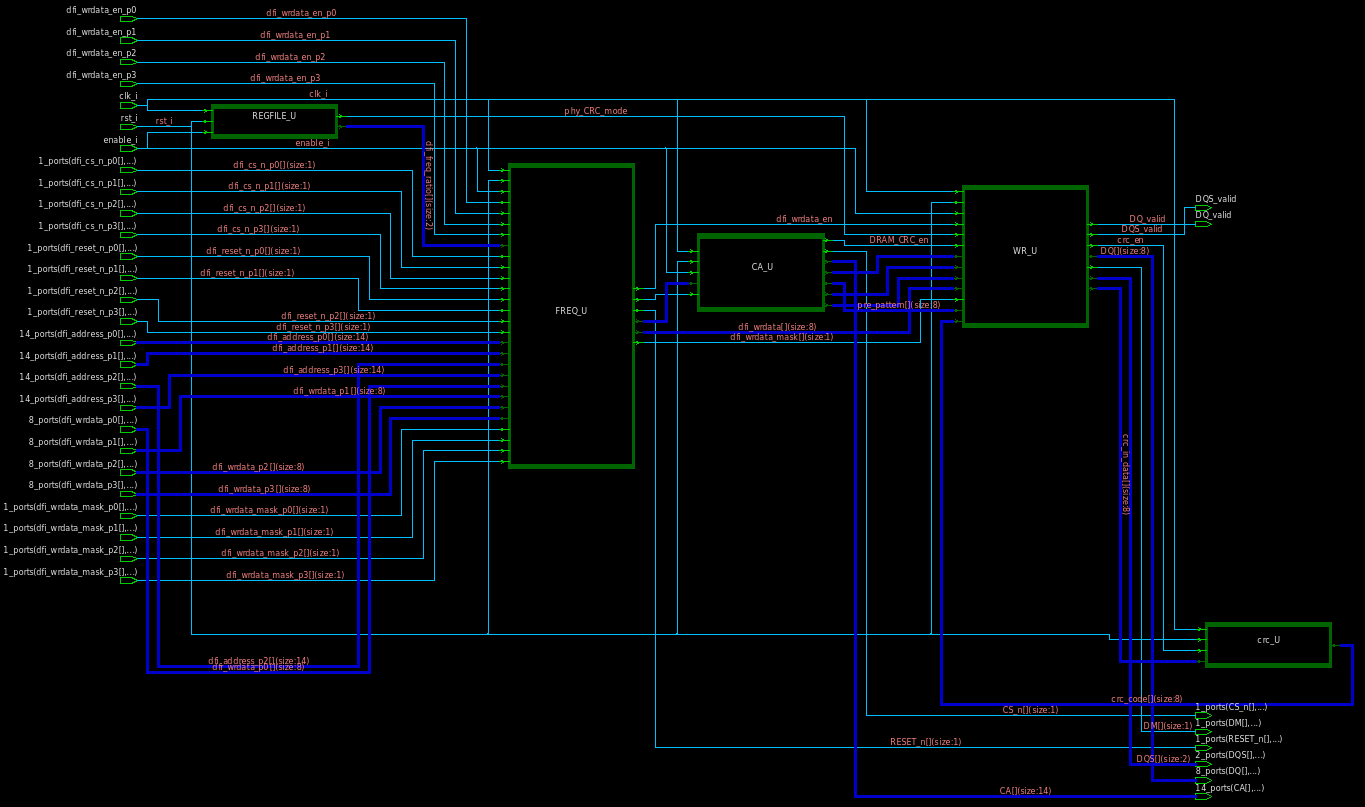 dfi_wrdata_en_p0
dfi_wrdata_en_p0
dfi_wrdata_en_p1
dfi_wrdata_en_p1
dfi_wrdata_en_p2
dfi_wrdata_en_p2
dfi_wrdata_en_p3
dfi_wrdata_en_p3
clk_i
clk_i
REGFILE_U
phy_CRC_mode
rst_i
rst_i
enable_i
enable_i
dfi_freq_ratio[](size:2)
1_ports(dfi_cs_n_p0[],...)
dfi_cs_n_p0[](size:1)
1_ports(dfi_cs_n_p1[],...)
dfi_cs_n_p1[](size:1)
1_ports(dfi_cs_n_p2[],...)
dfi_cs_n_p2[](size:1)
1_ports(dfi_cs_n_p3[],...)
dfi_cs_n_p3[](size:1)
1_ports(dfi_reset_n_p0[],...)
dfi_reset_n_p0[](size:1)
1_ports(dfi_reset_n_p1[],...)
dfi_reset_n_p1[](size:1)
1_ports(dfi_reset_n_p2[],...)
dfi_reset_n_p2[](size:1)
1_ports(dfi_reset_n_p3[],...)
dfi_reset_n_p3[](size:1)
14_ports(dfi_address_p0[],...)
dfi_address_p0[](size:14)
14_ports(dfi_address_p1[],...)
dfi_address_p1[](size:14)
14_ports(dfi_address_p2[],...)
dfi_address_p3[](size:14)
14_ports(dfi_address_p3[],...)
dfi_wrdata_p1[](size:8)
8_ports(dfi_wrdata_p0[],...)
8_ports(dfi_wrdata_p1[],...)
8_ports(dfi_wrdata_p2[],...)
dfi_wrdata_p2[](size:8)
8_ports(dfi_wrdata_p3[],...)
dfi_wrdata_p3[](size:8)
1_ports(dfi_wrdata_mask_p0[],...)
dfi_wrdata_mask_p0[](size:1)
1_ports(dfi_wrdata_mask_p1[],...)
dfi_wrdata_mask_p1[](size:1)
1_ports(dfi_wrdata_mask_p2[],...)
dfi_wrdata_mask_p2[](size:1)
1_ports(dfi_wrdata_mask_p3[],...)
dfi_wrdata_mask_p3[](size:1)
dfi_address_p2[](size:14)
dfi_wrdata_p0[](size:8)
FREQ_U
CA_U
dfi_wrdata_en
DRAM_CRC_en
pre_pattern[](size:8)
dfi_wrdata[](size:8)
dfi_wrdata_mask[](size:1)
WR_U
DQS_valid
DQ_valid
DQ_valid
DQS_valid
crc_en
DQ[](size:8)
crc_in_data[](size:8)
crc_U
crc_code[](size:8)
CS_n[](size:1)
1_ports(CS_n[],...)
DM[](size:1)
1_ports(DM[],...)
RESET_n[](size:1)
1_ports(RESET_n[],...)
DQS[](size:2)
2_ports(DQS[],...)
8_ports(DQ[],...)
CA[](size:14)
14_ports(CA[],...)